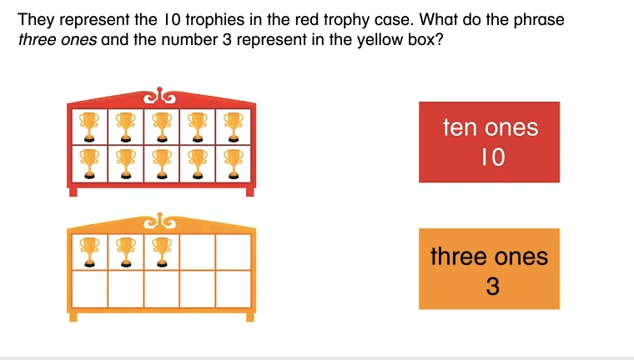 They represent the 10 trophies in the red trophy case. What do the phrase
three ones and the number 3 represent in the yellow box?
ten ones
10
three ones
3